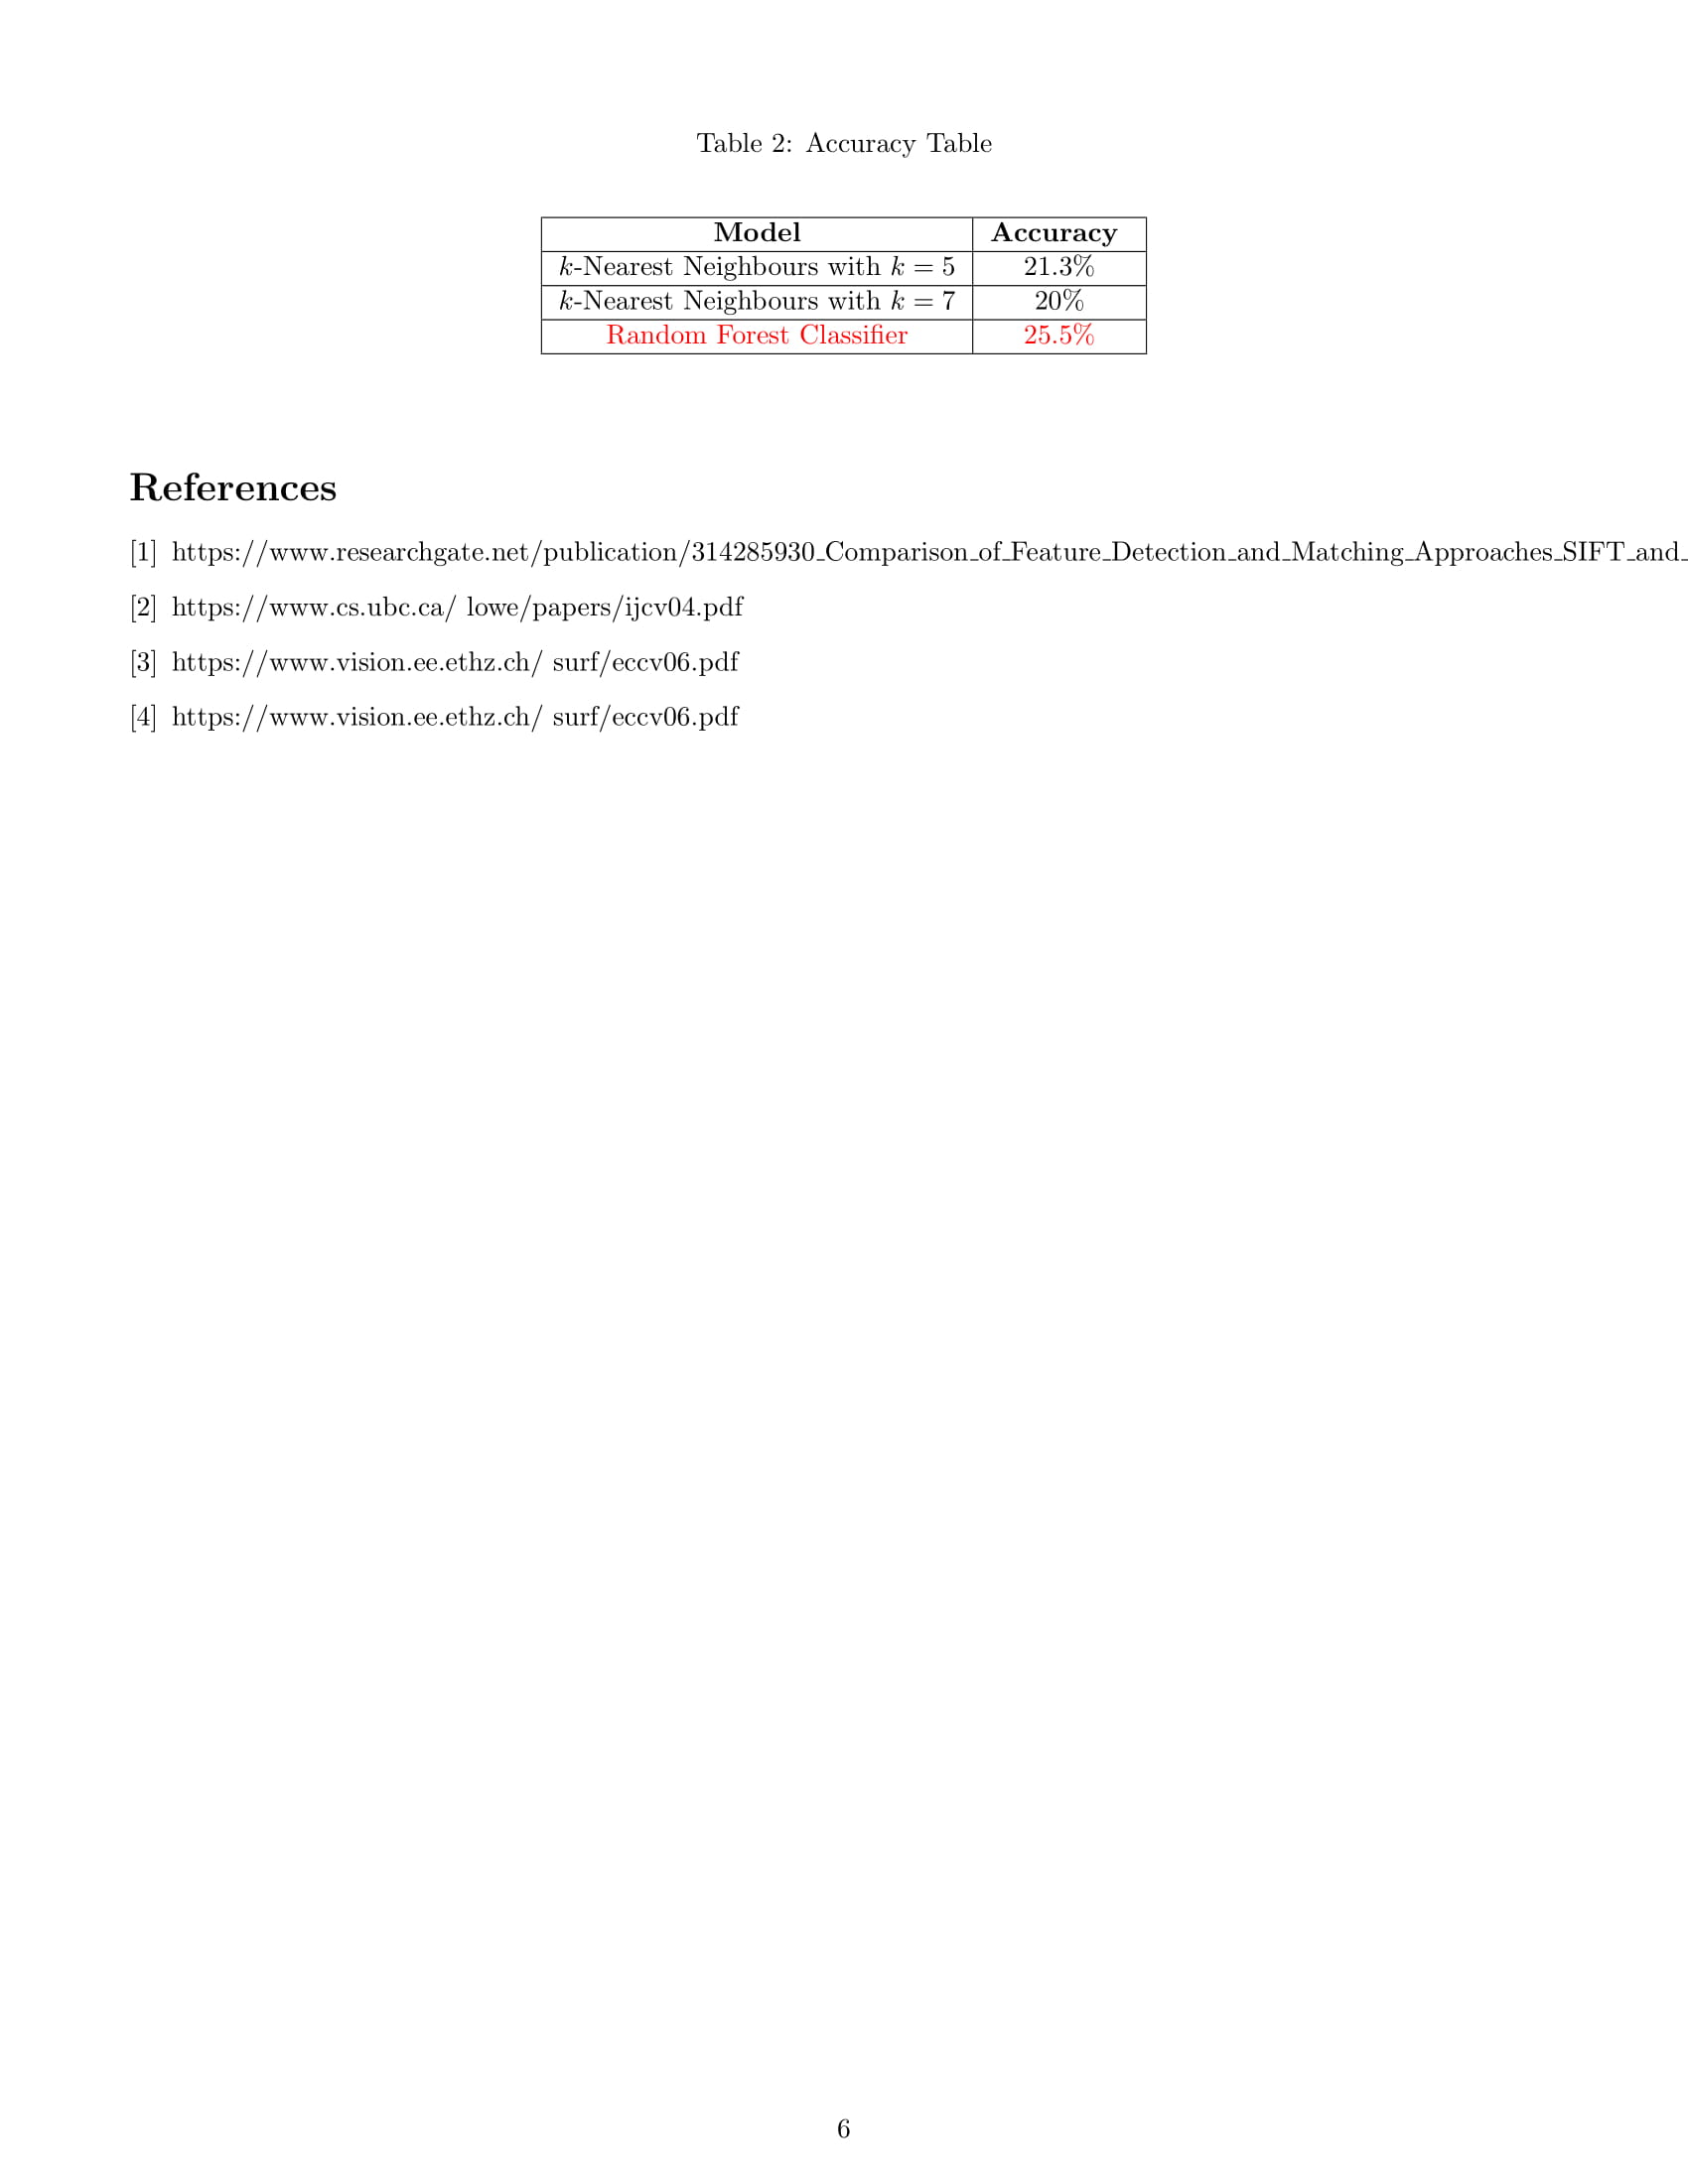 Table 2: Accuracy Table
Model Accuracy
k-Nearest Neighbours with k = 5 21.3%
k-Nearest Neighbours with k = 7 20%
Random Forest Classifier 25.5%
References
[1] https://www.researchgate.net/publication/314285930_Comparison_of_Feature_Detection_and_Matching_Approaches_SIFT_and_
[2] https://www.cs.ubc.ca/ lowe/papers/ijcv04.pdf
[3] https://www.vision.ee.ethz.ch/ surf/eccv06.pdf
[4] https://www.vision.ee.ethz.ch/ surf/eccv06.pdf
6